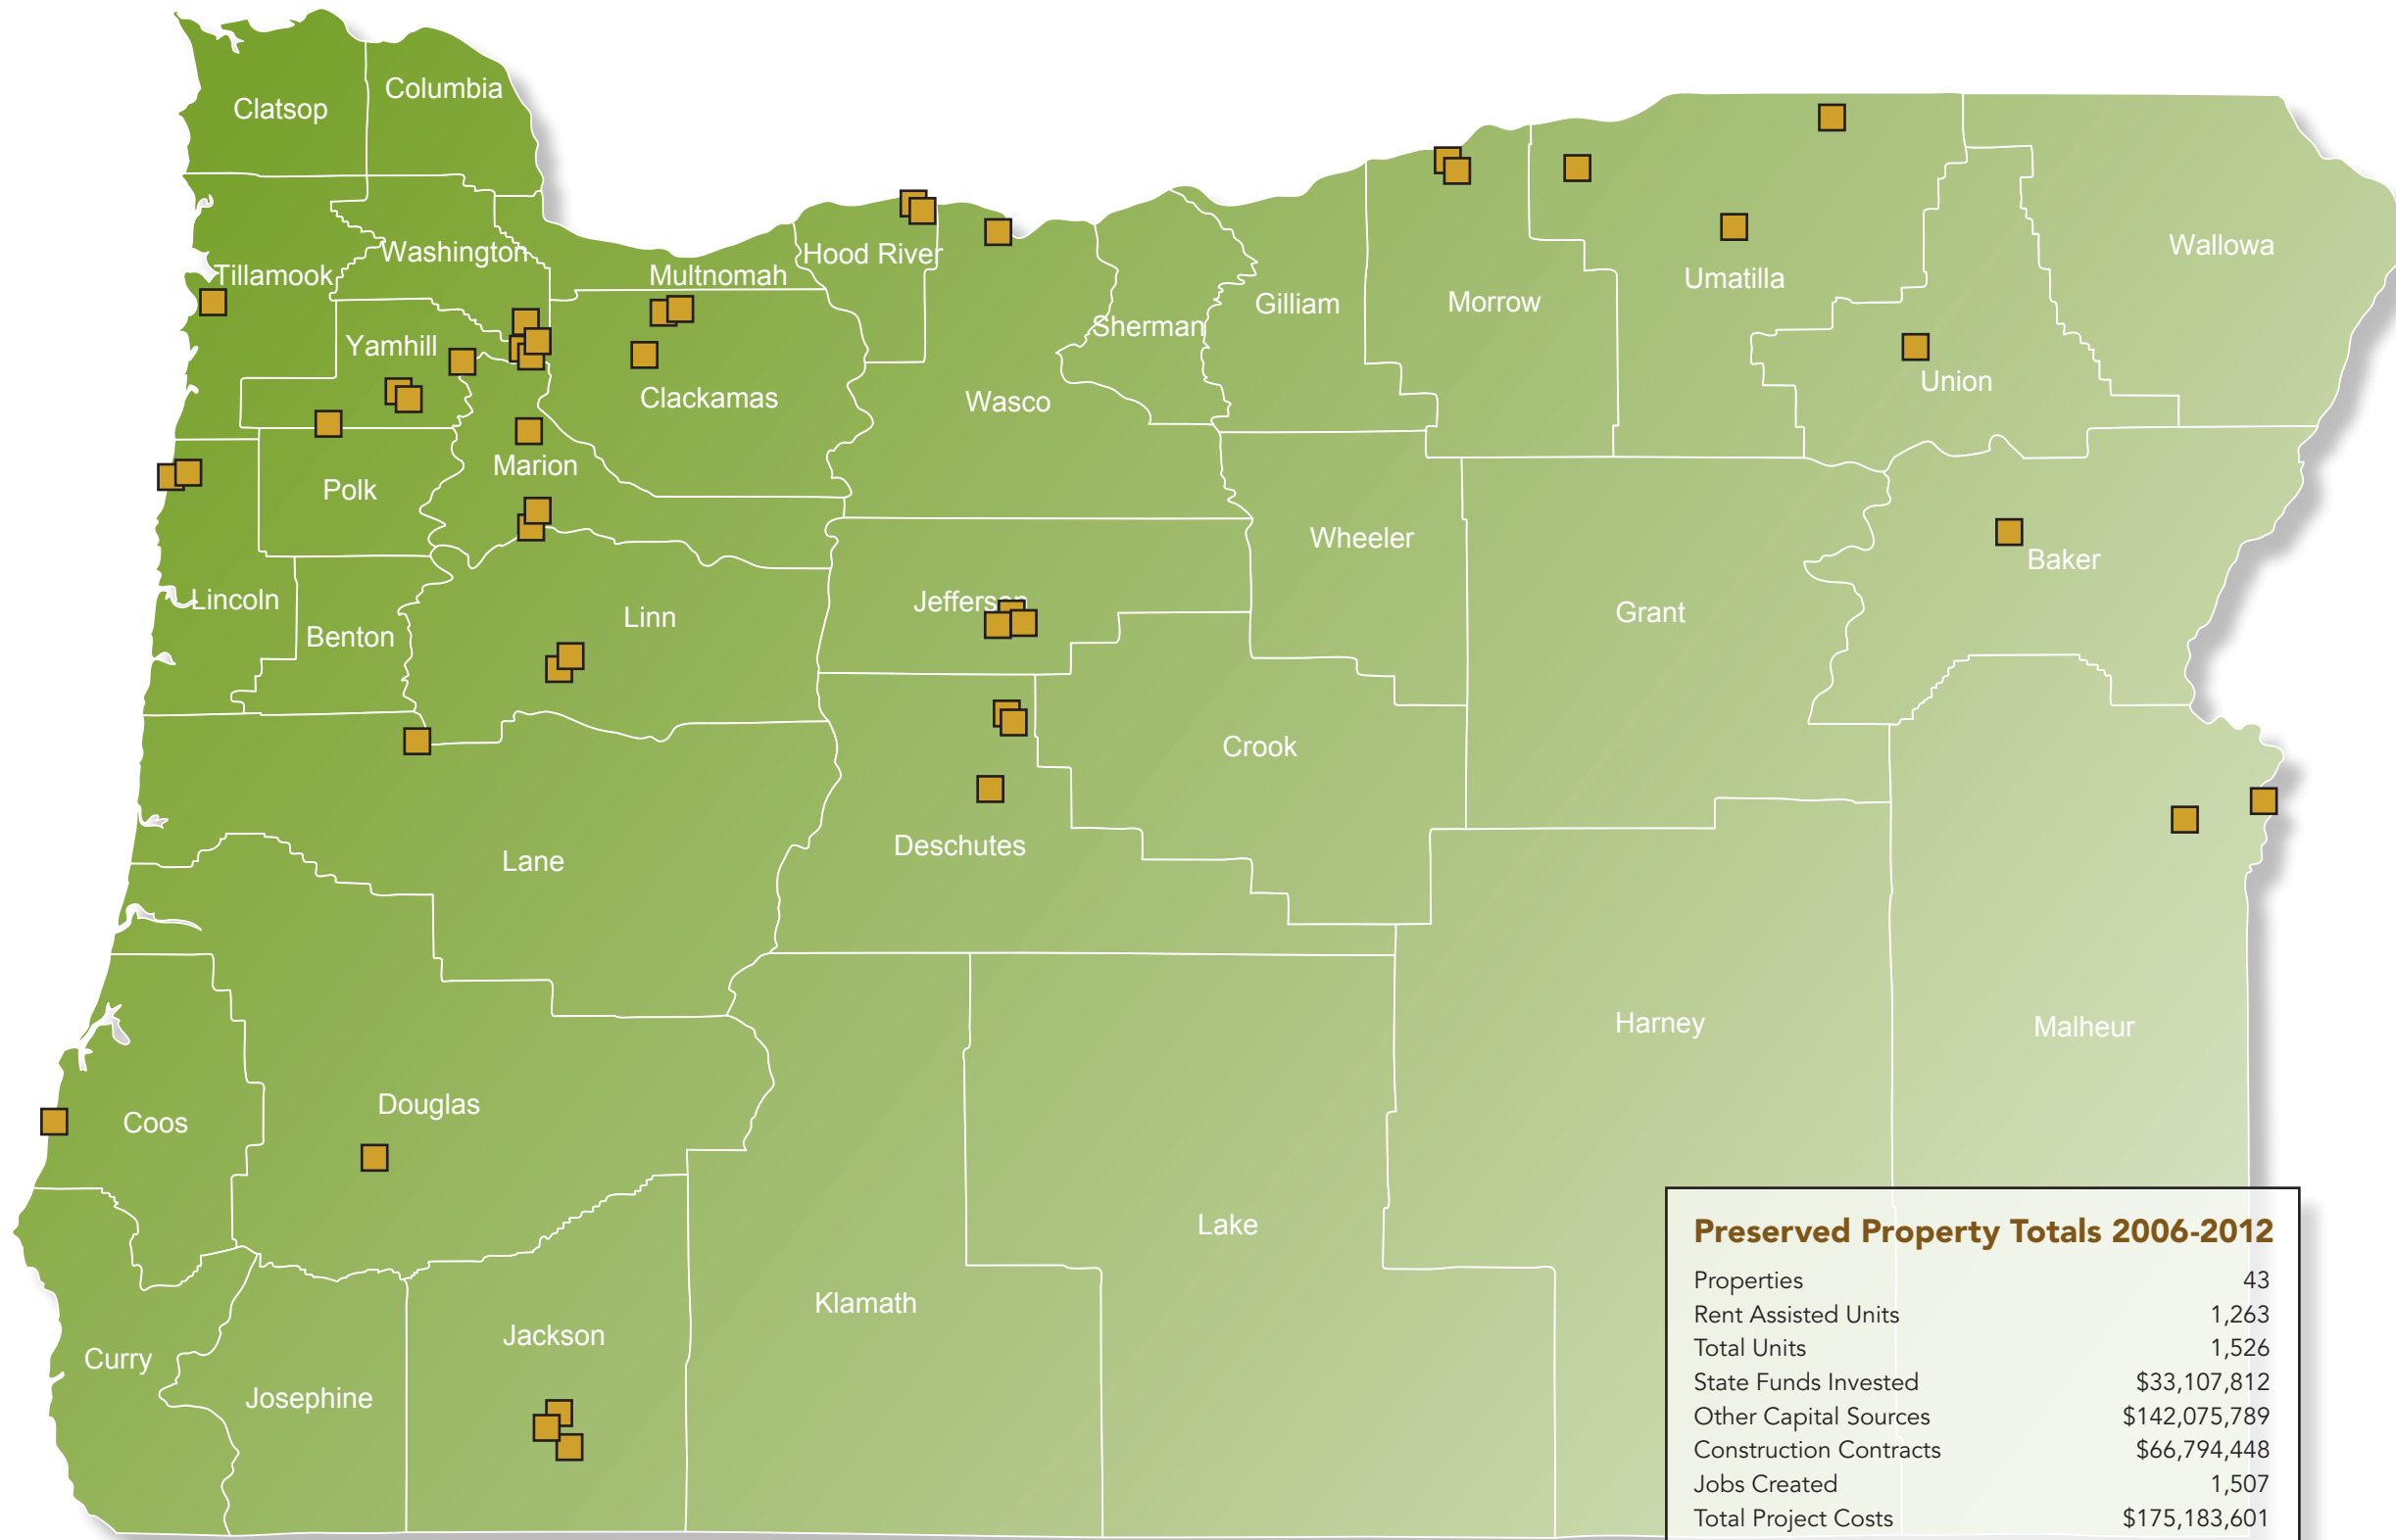 Columbia
Clatsop
Washington
Tillamook
Multnomah
Hood River
Wallowa
Umatilla
Gilliam
Morrow
Sherman
Yamhill
Union
Clackamas
Wasco
Marion
Polk
Wheeler
Baker
Jefferson
Lincoln
Linn
Grant
Benton
Crook
Deschutes
Lane
Harney
Malheur
Douglas
Coos
Lake
Klamath
Jackson
Curry
Josephine
Preserved Property Totals 2006-2012
Properties 43
Rent Assisted Units 1,263
Total Units 1,526
State Funds Invested $33,107,812
Other Capital Sources $142,075,789
Construction Contracts $66,794,448
Jobs Created 1,507
Total Project Costs $175,183,601